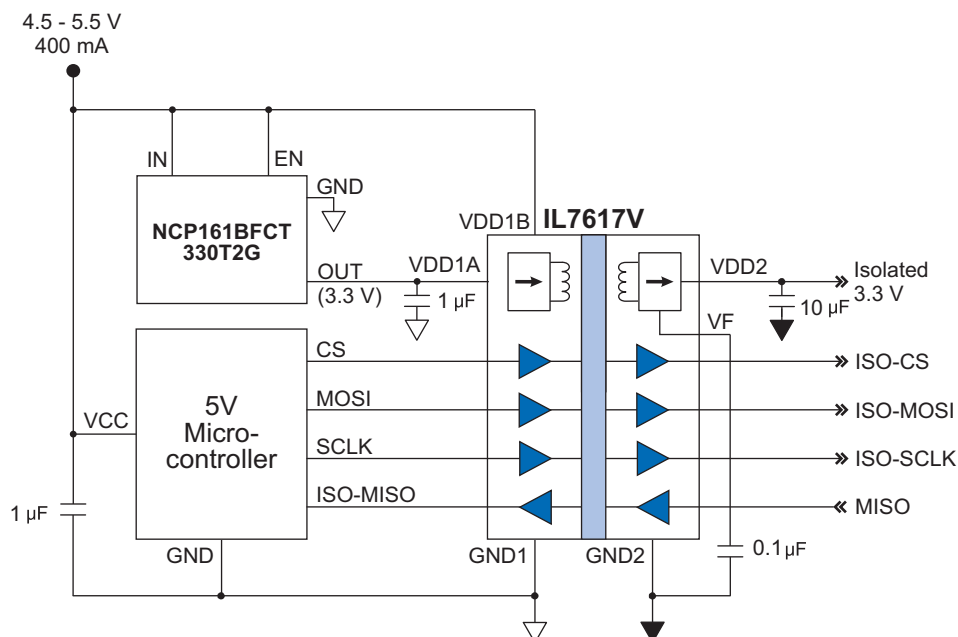 4.5 - 5.5 V
400 mA
IN
EN
GND
NCP161BFCT
330T2G
OUT
(3.3 V)
VDD1A
1 µF
VDD1B
IL7617V
VDD2
Isolated
3.3 V
10 µF
VF
CS
ISO-CS
5V
Micro-
controller
MOSI
ISO-MOSI
VCC
SCLK
ISO-SCLK
ISO-MISO
MISO
1 µF
GND
GND1
GND2
0.1µF